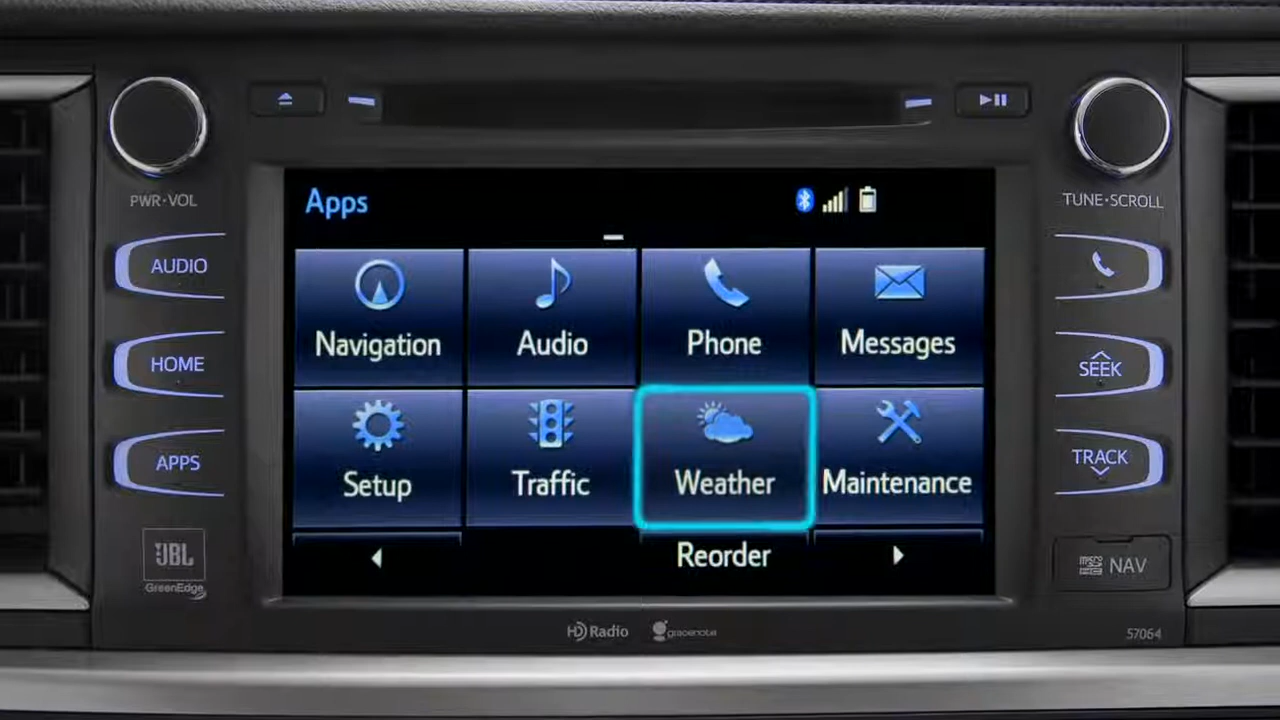 PWR·VOL
TUNE·SCROLL
Apps
AUDIO
HOME
APPS
Navigation
Audio
Phone
Messages
Setup
Traffic
Weather
Maintenance
Reorder
SEEK
TRACK
JBL
GreenEdge
NAV
HD Radio
gracenote
57064